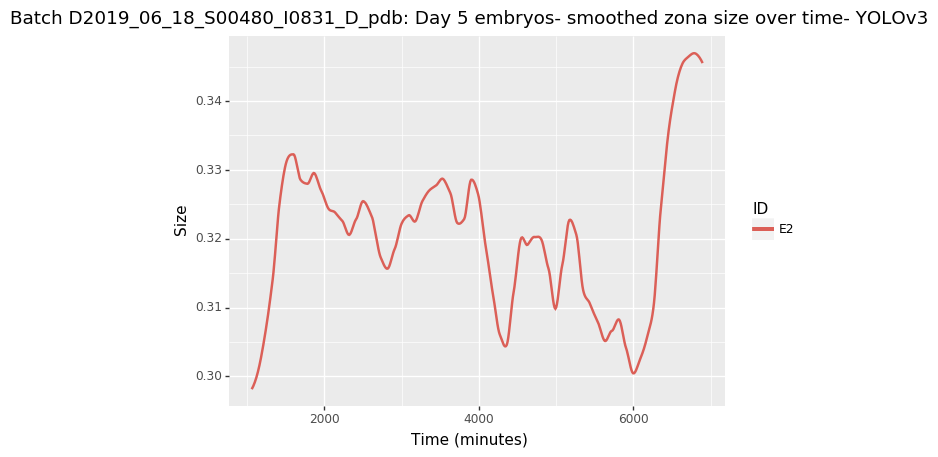 Batch D2019_06_18_S00480_I0831_D_pdb: Day 5 embryos- smoothed zona size over time- YOLOv3
0.34
0.33
0.32
0.31
0.30
Size
2000
4000
6000
Time (minutes)
ID
E2